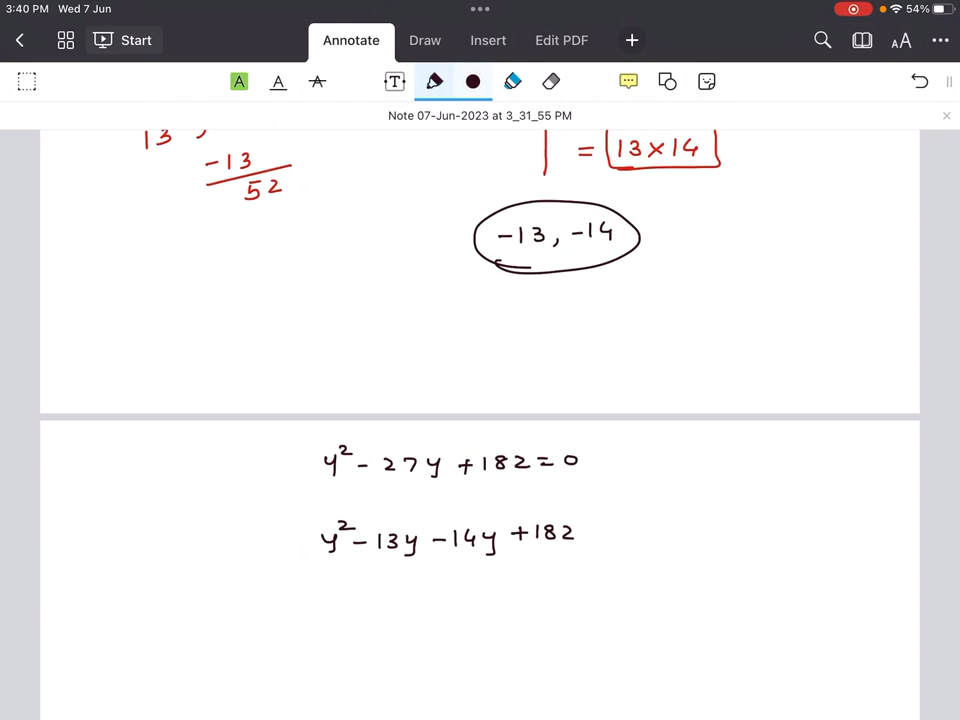 3:40 PM Wed 7 Jun
54%
Start
Annotate
Draw
Insert
Edit PDF
Note 07-Jun-2023 at 3_31_55 PM
-13
52
= 13 × 14
-13, -14
y² - 27y + 182 = 0
y² - 13y - 14y + 182